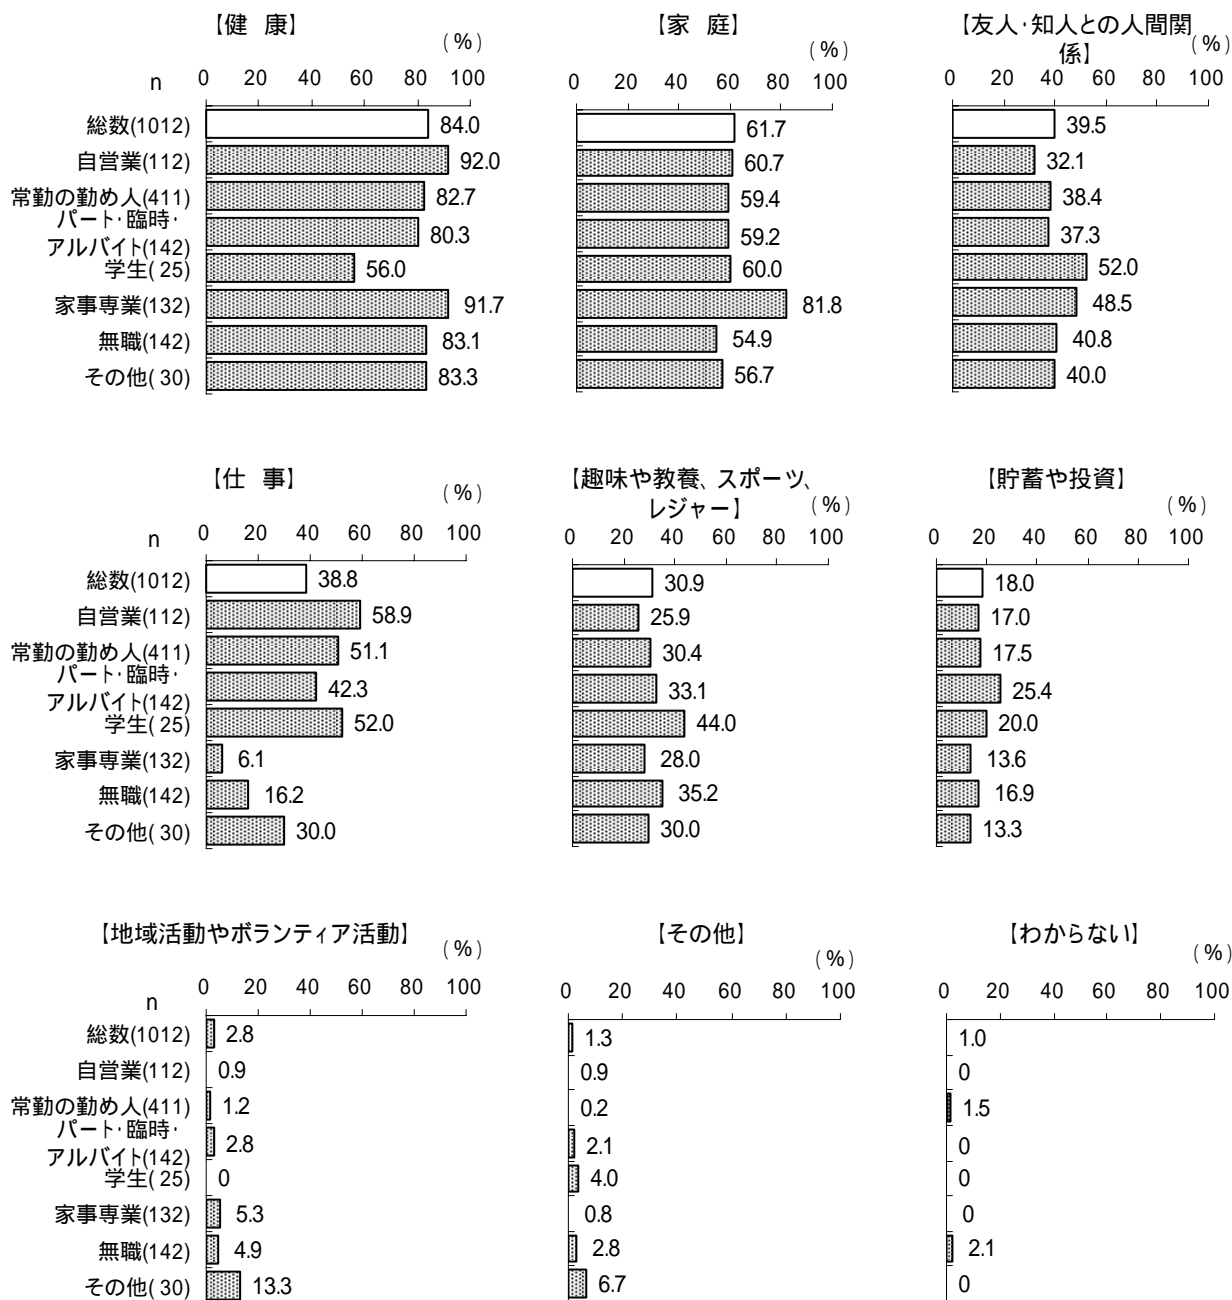 【健 康】
(%)
n 0 20 40 60 80 100
総数(1012) 84.0
自営業(112) 92.0
常勤の勤め人(411) 82.7
パート・臨時・
アルバイト(142) 80.3
学生( 25) 56.0
家事専業(132) 91.7
無職(142) 83.1
その他( 30) 83.3
【家 庭】
(%)
0 20 40 60 80 100
61.7
60.7
59.4
59.2
60.0
81.8
54.9
56.7
【友人・知人との人間関
係】 (%)
0 20 40 60 80 100
39.5
32.1
38.4
37.3
52.0
48.5
40.8
40.0
【仕 事】
(%)
n 0 20 40 60 80 100
総数(1012) 38.8
自営業(112) 58.9
常勤の勤め人(411) 51.1
パート・臨時・
アルバイト(142) 42.3
学生( 25) 52.0
家事専業(132) 6.1
無職(142) 16.2
その他( 30) 30.0
【趣味や教養、スポーツ、
レジャー】 (%)
0 20 40 60 80 100
30.9
25.9
30.4
33.1
44.0
28.0
35.2
30.0
【貯蓄や投資】
(%)
0 20 40 60 80 100
18.0
17.0
17.5
25.4
20.0
13.6
16.9
13.3
【地域活動やボランティア活動】
(%)
n 0 20 40 60 80 100
総数(1012) 2.8
自営業(112) 0.9
常勤の勤め人(411) 1.2
パート・臨時・
アルバイト(142) 2.8
学生( 25) 0
家事専業(132) 5.3
無職(142) 4.9
その他( 30) 13.3
【その他】
(%)
0 20 40 60 80 100
1.3
0.9
0.2
2.1
4.0
0.8
2.8
6.7
【わからない】
(%)
0 20 40 60 80 100
1.0
0
1.5
0
0
0
2.1
0